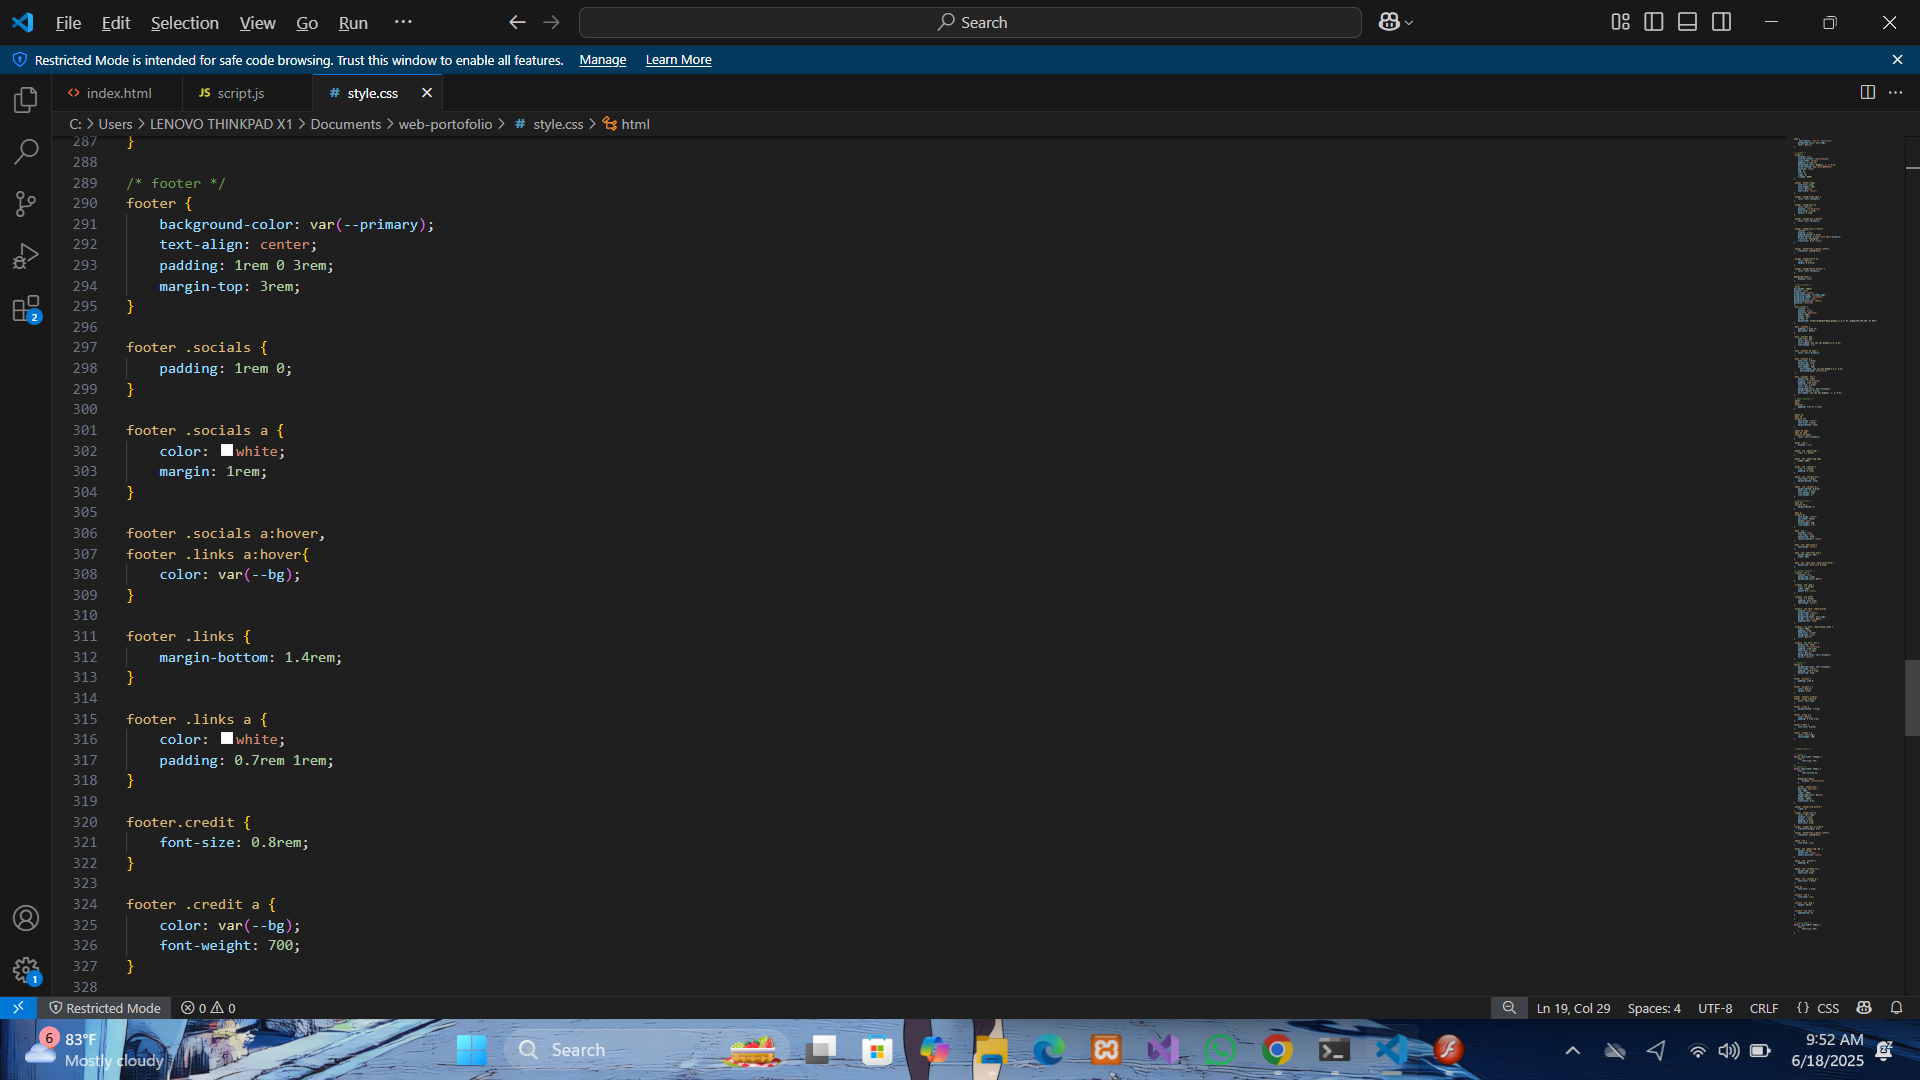 File Edit Selection View Go Run ··· Search
Restricted Mode is intended for safe code browsing. Trust this window to enable all features. Manage Learn More
<> index.html JS script.js # style.css
C: > Users > LENOVO THINKPAD X1 > Documents > web-portofolio > # style.css > html
287 }
288
289 /* footer */
290 footer {
291 background-color: var(--primary);
292 text-align: center;
293 padding: 1rem 0 3rem;
294 margin-top: 3rem;
295 }
296
297 footer .socials {
298 padding: 1rem 0;
299 }
300
301 footer .socials a {
302 color: white;
303 margin: 1rem;
304 }
305
306 footer .socials a:hover,
307 footer .links a:hover{
308 color: var(--bg);
309 }
310
311 footer .links {
312 margin-bottom: 1.4rem;
313 }
314
315 footer .links a {
316 color: white;
317 padding: 0.7rem 1rem;
318 }
319
320 footer.credit {
321 font-size: 0.8rem;
322 }
323
324 footer .credit a {
325 color: var(--bg);
326 font-weight: 700;
327 }
328
2
1
Restricted Mode 0 0 Ln 19, Col 29 Spaces: 4 UTF-8 CRLF {} CSS
6 83°F
Mostly cloudy
Search
9:52 AM
6/18/2025